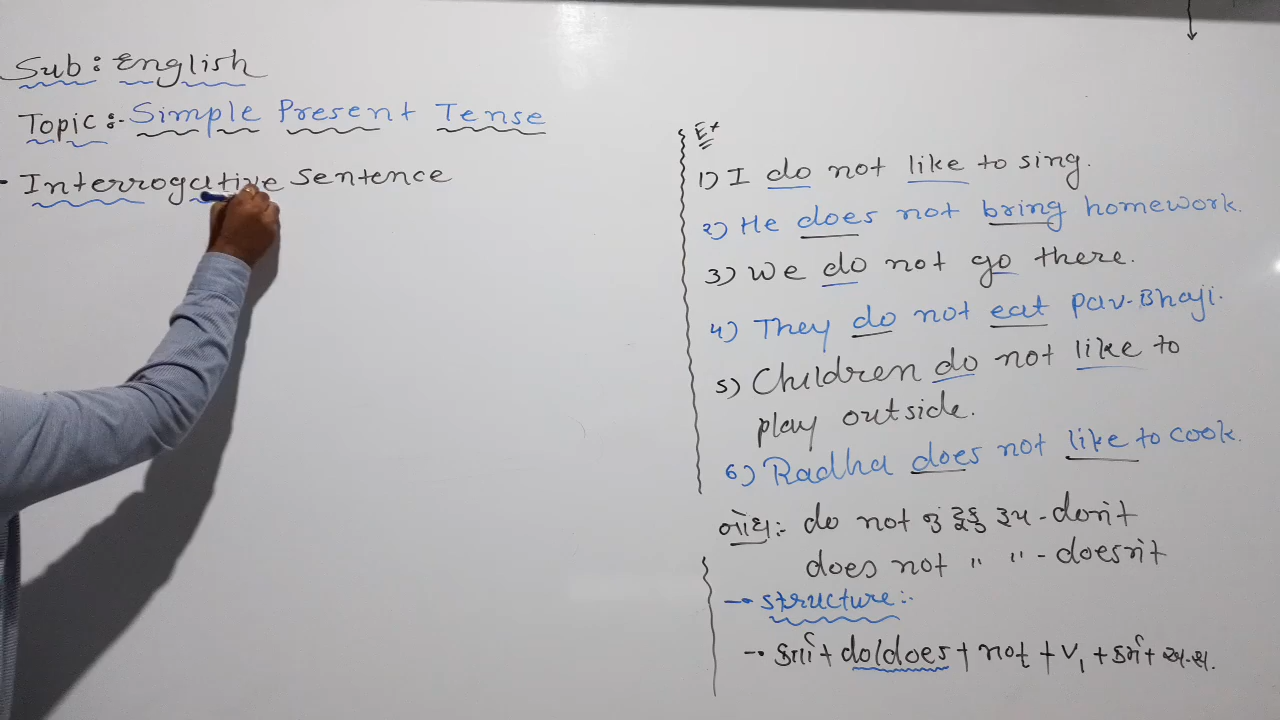 Sub: English
Topic :- Simple Present Tense
- Interrogative Sentence
Ex
1) I do not like to sing.
2) He does not bring homework.
3) We do not go there.
4) They do not eat Pav-Bhaji.
5) Children do not like to
play outside.
6) Radha does not like to cook.
નોંધ:- do not નું ટૂંકું રૂપ - don't
does not " " - doesn't
→ structure:-
→ કર્તા + do/does + not + V1 + કર્મ + અ.શ.